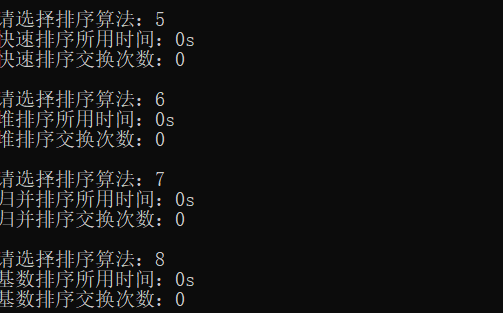 请选择排序算法：5
快速排序所用时间：0s
快速排序交换次数：0
请选择排序算法：6
堆排序所用时间：0s
堆排序交换次数：0
请选择排序算法：7
归并排序所用时间：0s
归并排序交换次数：0
请选择排序算法：8
基数排序所用时间：0s
基数排序交换次数：0